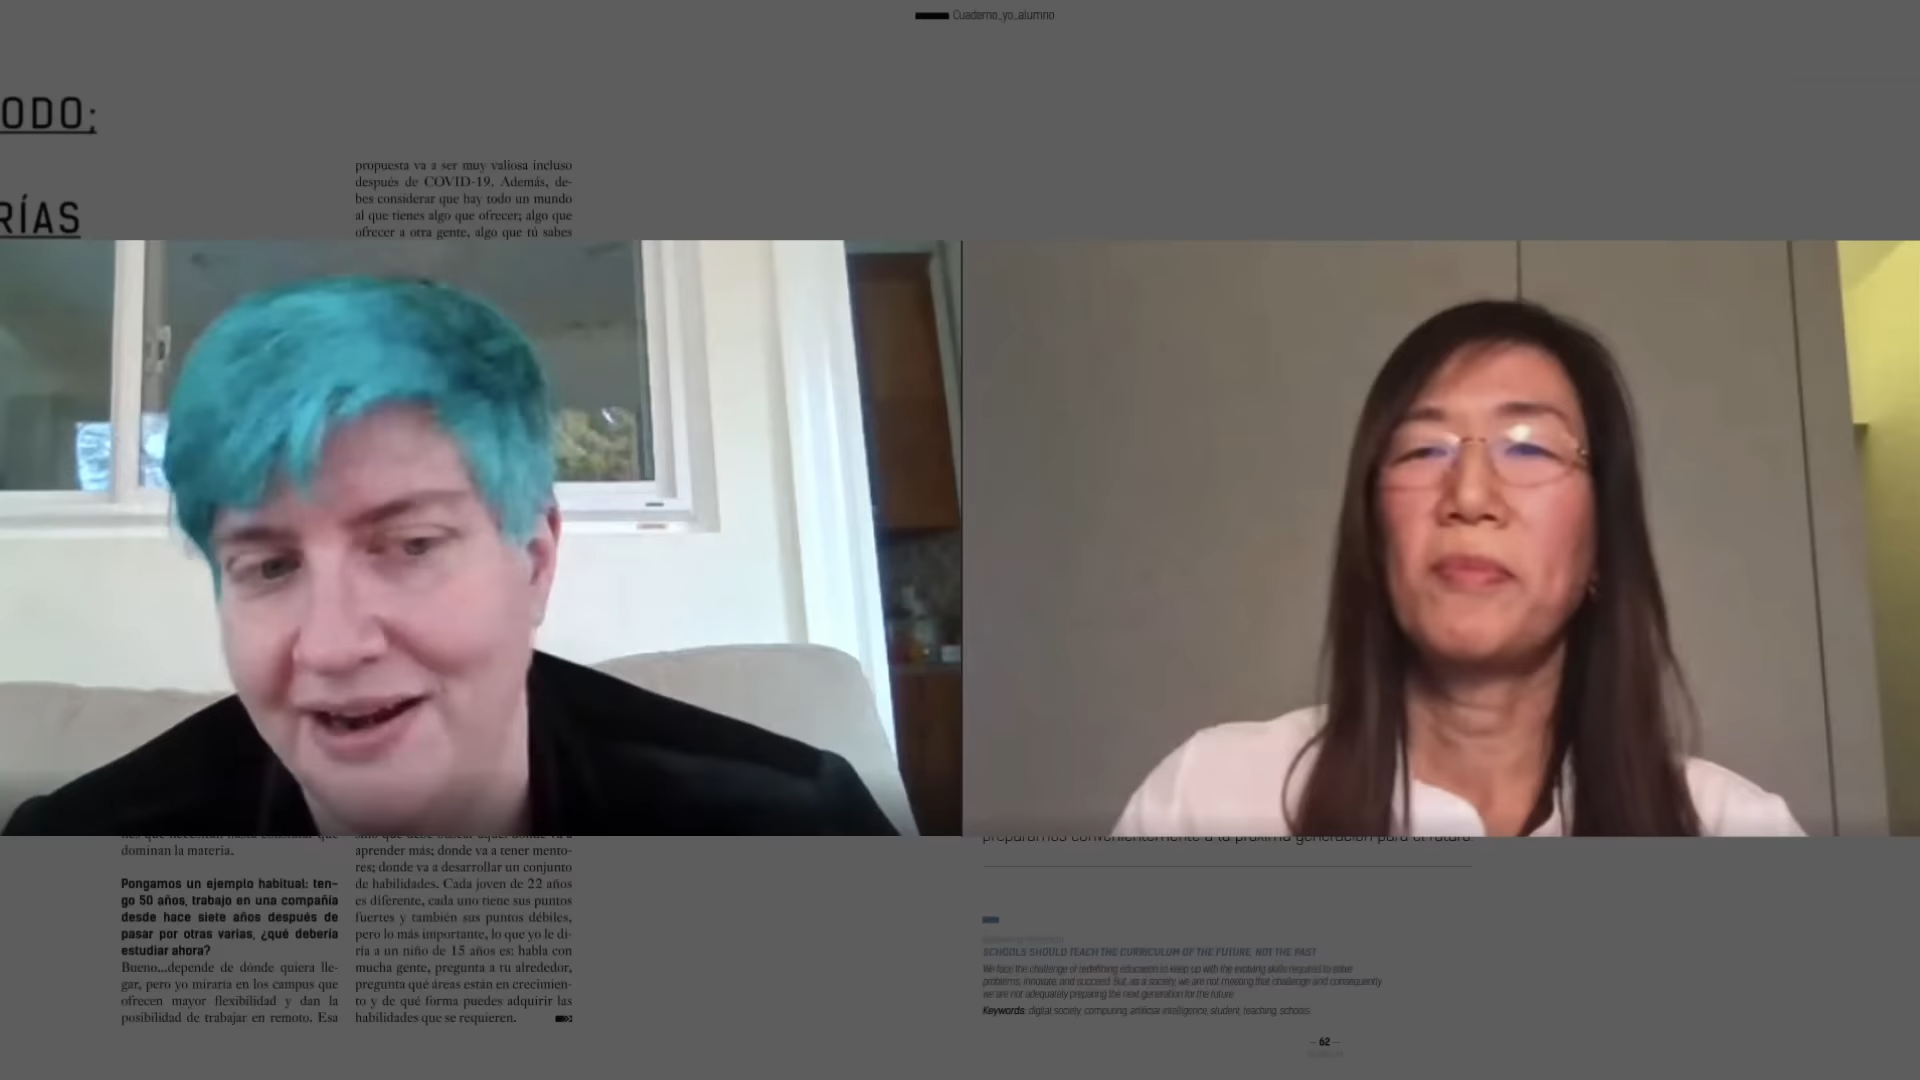 Cuaderno_yo_alumno
ODO;
RÍAS
propuesta va a ser muy valiosa incluso
después de COVID-19. Además, de-
bes considerar que hay todo un mundo
al que tienes algo que ofrecer; algo que
ofrecer a otra gente, algo que tú sabes
dominan la materia.
Pongamos un ejemplo habitual: ten-
go 50 años, trabajo en una compañía
desde hace siete años después de
pasar por otras varias, ¿qué debería
estudiar ahora?
Bueno...depende de dónde quiera lle-
gar, pero yo miraría en los campus que
ofrecen mayor flexibilidad y dan la
posibilidad de trabajar en remoto. Esa
aprender más; donde va a tener mento-
res; donde va a desarrollar un conjunto
de habilidades. Cada joven de 22 años
es diferente, cada uno tiene sus puntos
fuertes y también sus puntos débiles,
pero lo más importante, lo que yo le di-
ría a un niño de 15 años es: habla con
mucha gente, pregunta a tu alrededor,
pregunta qué áreas están en crecimien-
to y de qué forma puedes adquirir las
habilidades que se requieren.
preparamos convenientemente a la próxima generación para el futuro.
SCHOOLS SHOULD TEACH THE CURRICULUM OF THE FUTURE, NOT THE PAST
We face the challenge of redefining education to keep up with the evolving skills required to solve
problems, innovate, and succeed. But, as a society, we are not meeting that challenge and consequently
we are not adequately preparing the next generation for the future.
Keywords: digital society, computing, artificial intelligence, student, teaching, schools.
— 62 —